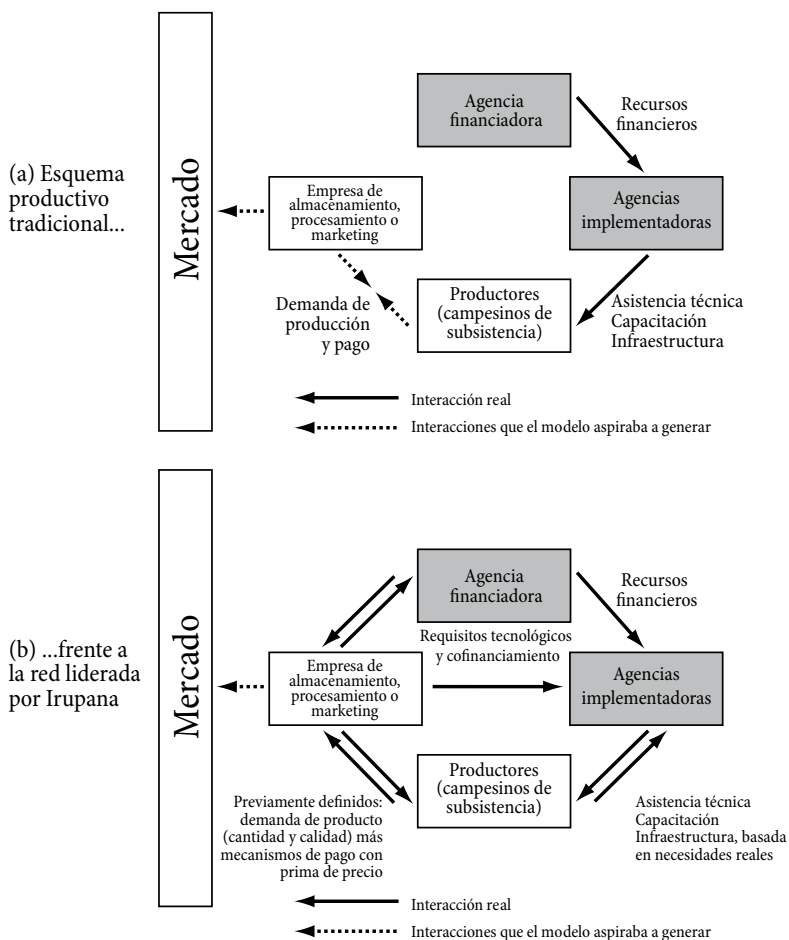 (a) Esquema
productivo
tradicional...
Mercado
Agencia
financiadora
Recursos
financieros
Empresa de
almacenamiento,
procesamiento o
marketing
Agencias
implementadoras
Demanda de
producción
y pago
Productores
(campesinos de
subsistencia)
Asistencia técnica
Capacitación
Infraestructura
Interacción real
Interacciones que el modelo aspiraba a generar
(b) ...frente a
la red liderada
por Irupana
Mercado
Agencia
financiadora
Recursos
financieros
Requisitos tecnológicos
y cofinanciamiento
Empresa de
almacenamiento,
procesamiento o
marketing
Agencias
implementadoras
Productores
(campesinos de
subsistencia)
Previamente definidos:
demanda de producto
(cantidad y calidad) más
mecanismos de pago con
prima de precio
Asistencia técnica
Capacitación
Infraestructura, basada
en necesidades reales
Interacción real
Interacciones que el modelo aspiraba a generar